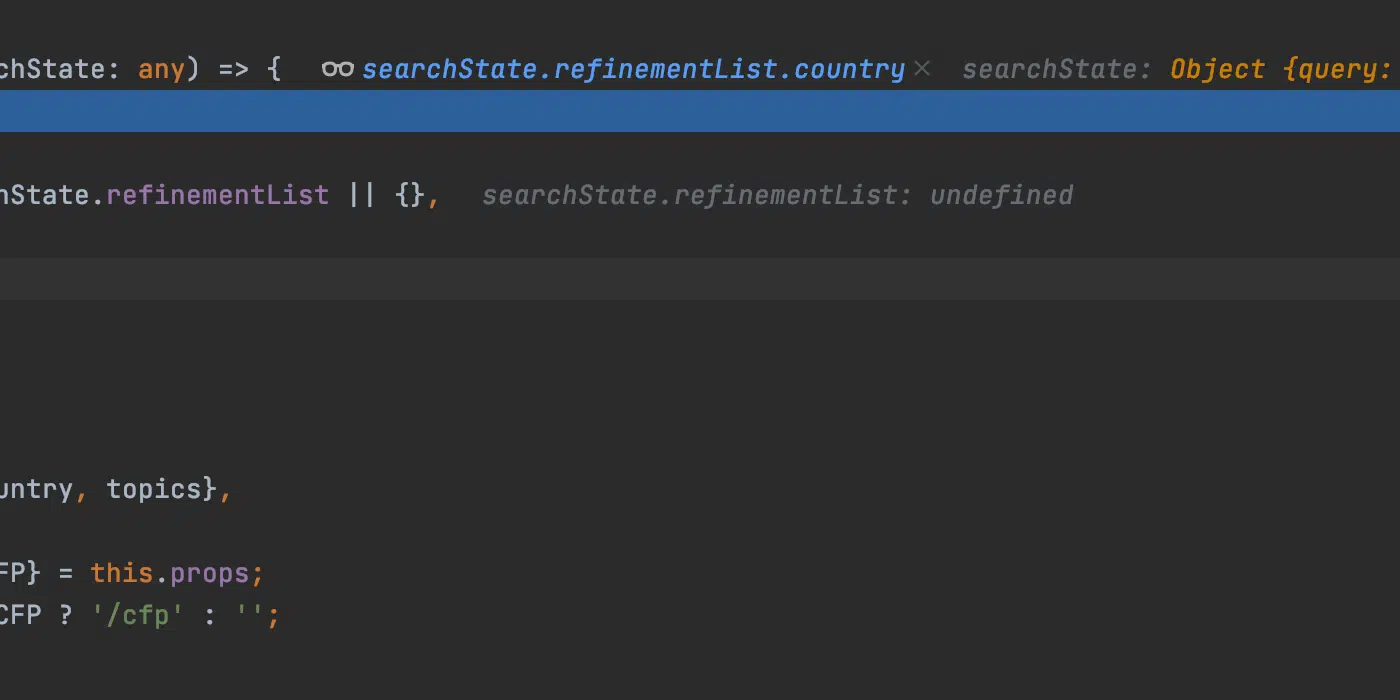 chState: any) => { searchState.refinementList.country × searchState: Object {query:
hState.refinementList || {}, searchState.refinementList: undefined
untry, topics},
FP} = this.props;
CFP ? '/cfp' : '';